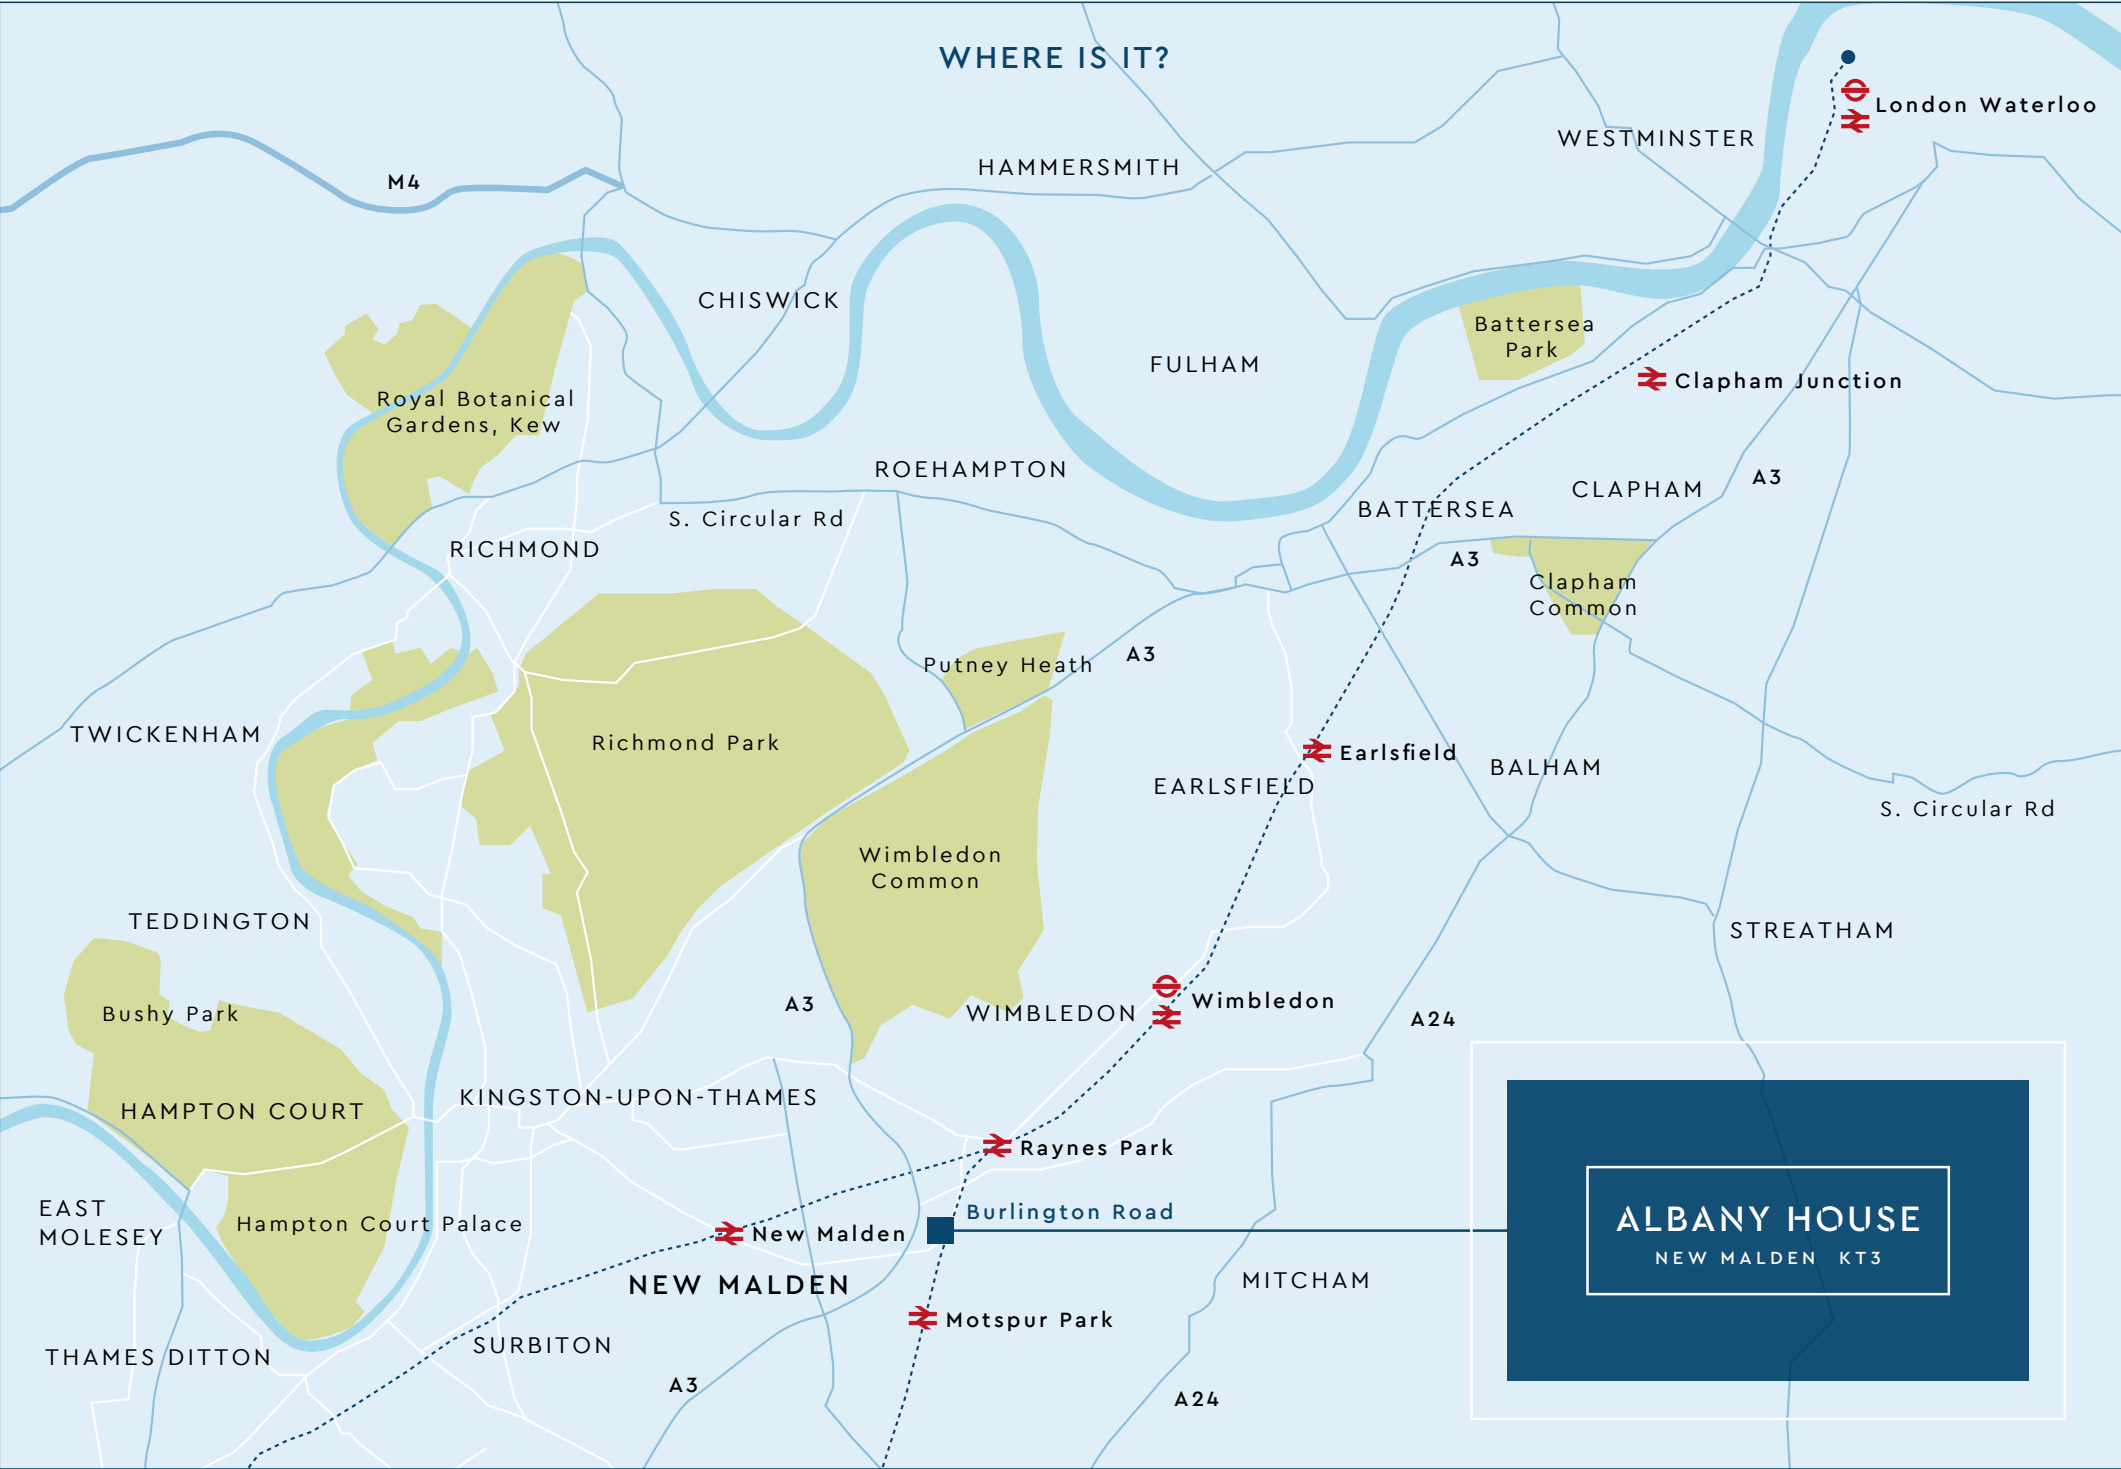 WHERE IS IT?
London Waterloo
WESTMINSTER
HAMMERSMITH
M4
CHISWICK
Battersea
Park
FULHAM
Clapham Junction
Royal Botanical
Gardens, Kew
ROEHAMPTON
A3
CLAPHAM
BATTERSEA
S. Circular Rd
RICHMOND
A3
Clapham
Common
A3
Putney Heath
TWICKENHAM
Richmond Park
Earlsfield
BALHAM
EARLSFIELD
S. Circular Rd
Wimbledon
Common
TEDDINGTON
STREATHAM
Wimbledon
A3
WIMBLEDON
Bushy Park
A24
KINGSTON-UPON-THAMES
HAMPTON COURT
Raynes Park
EAST
MOLESEY
Burlington Road
Hampton Court Palace
New Malden
ALBANY HOUSE
NEW MALDEN KT3
NEW MALDEN
MITCHAM
Motspur Park
SURBITON
THAMES DITTON
A3
A24